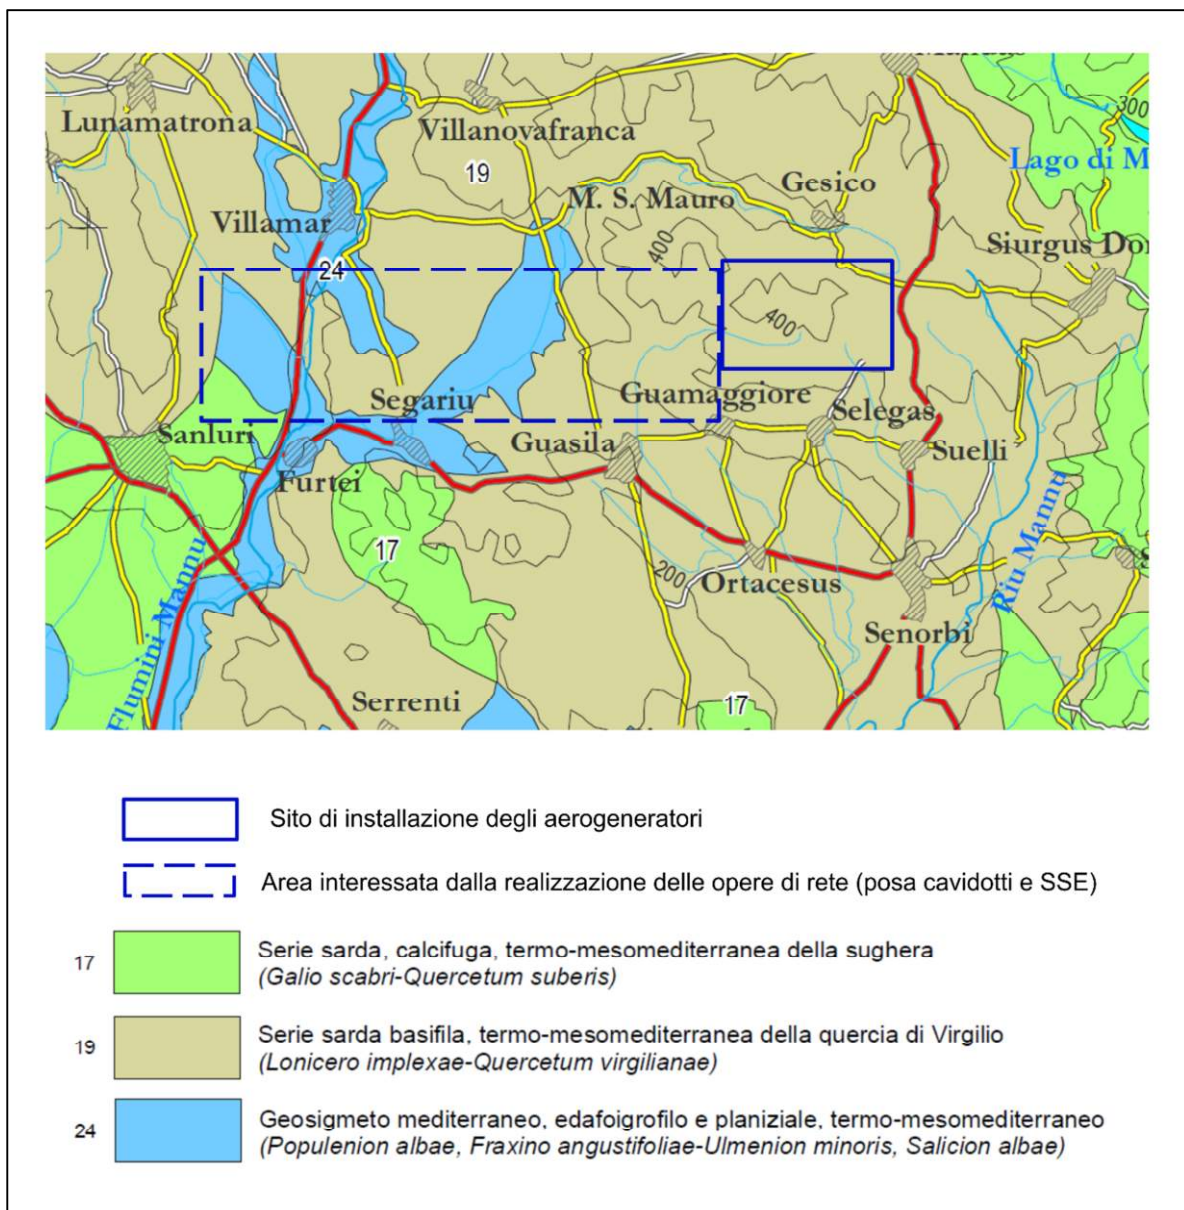 Lunamatrona
Villanovafranca
19
300
Lago di M
Gesico
M. S. Mauro
Villamar
400
Siurgus Do
24
400
Segariu
Guamaggiore
Selegas
Sanluri
Guasila
Suelli
Furtei
17
200
Ortacesus
Riu Mannu
Flumini Mannu
Senorbi
Serrenti
17
Sito di installazione degli aerogeneratori
Area interessata dalla realizzazione delle opere di rete (posa cavidotti e SSE)
17 Serie sarda, calcifuga, termo-mesomediterranea della sughera
(Galio scabri-Quercetum suberis)
19 Serie sarda basifila, termo-mesomediterranea della quercia di Virgilio
(Lonicero implexae-Quercetum virgilianae)
24 Geosigmeto mediterraneo, edafoigrofilo e planiziale, termo-mesomediterraneo
(Populenion albae, Fraxino angustifoliae-Ulmenion minoris, Salicion albae)